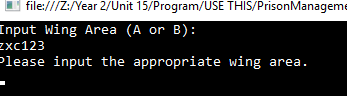 file:///Z:/Year 2/Unit 15/Program/USE THIS/PrisonManageme
Input Wing Area (A or B):
zxc123
Please input the appropriate wing area.